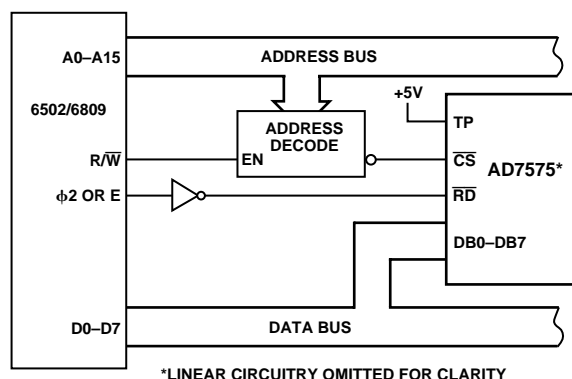 A0–A15
ADDRESS BUS
6502/6809
+5V
TP
ADDRESS
DECODE
R/W̅
EN
C̅S̅
AD7575*
ϕ2 OR E
R̅D̅
DB0–DB7
D0–D7
DATA BUS
*LINEAR CIRCUITRY OMITTED FOR CLARITY